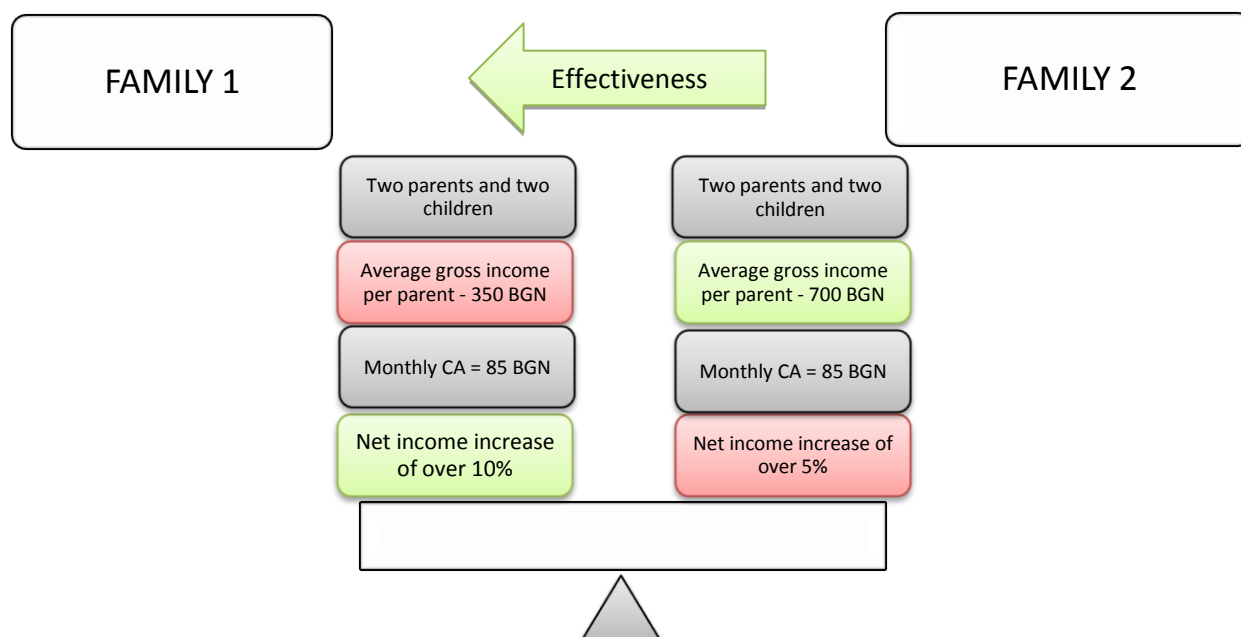 FAMILY 1
Effectiveness
FAMILY 2
Two parents and two
children
Average gross income
per parent - 350 BGN
Monthly CA = 85 BGN
Net income increase
of over 10%
Two parents and two
children
Average gross income
per parent - 700 BGN
Monthly CA = 85 BGN
Net income increase of
over 5%